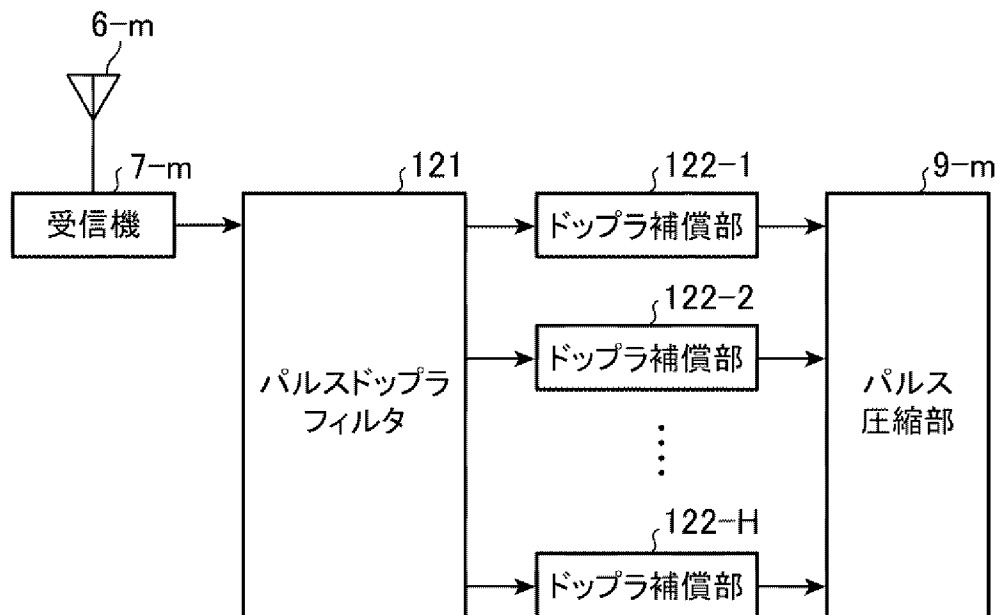 6-m
7-m
受信機
121
パルスドップラ
フィルタ
122-1
ドップラ補償部
122-2
ドップラ補償部
122-H
ドップラ補償部
9-m
パルス
圧縮部